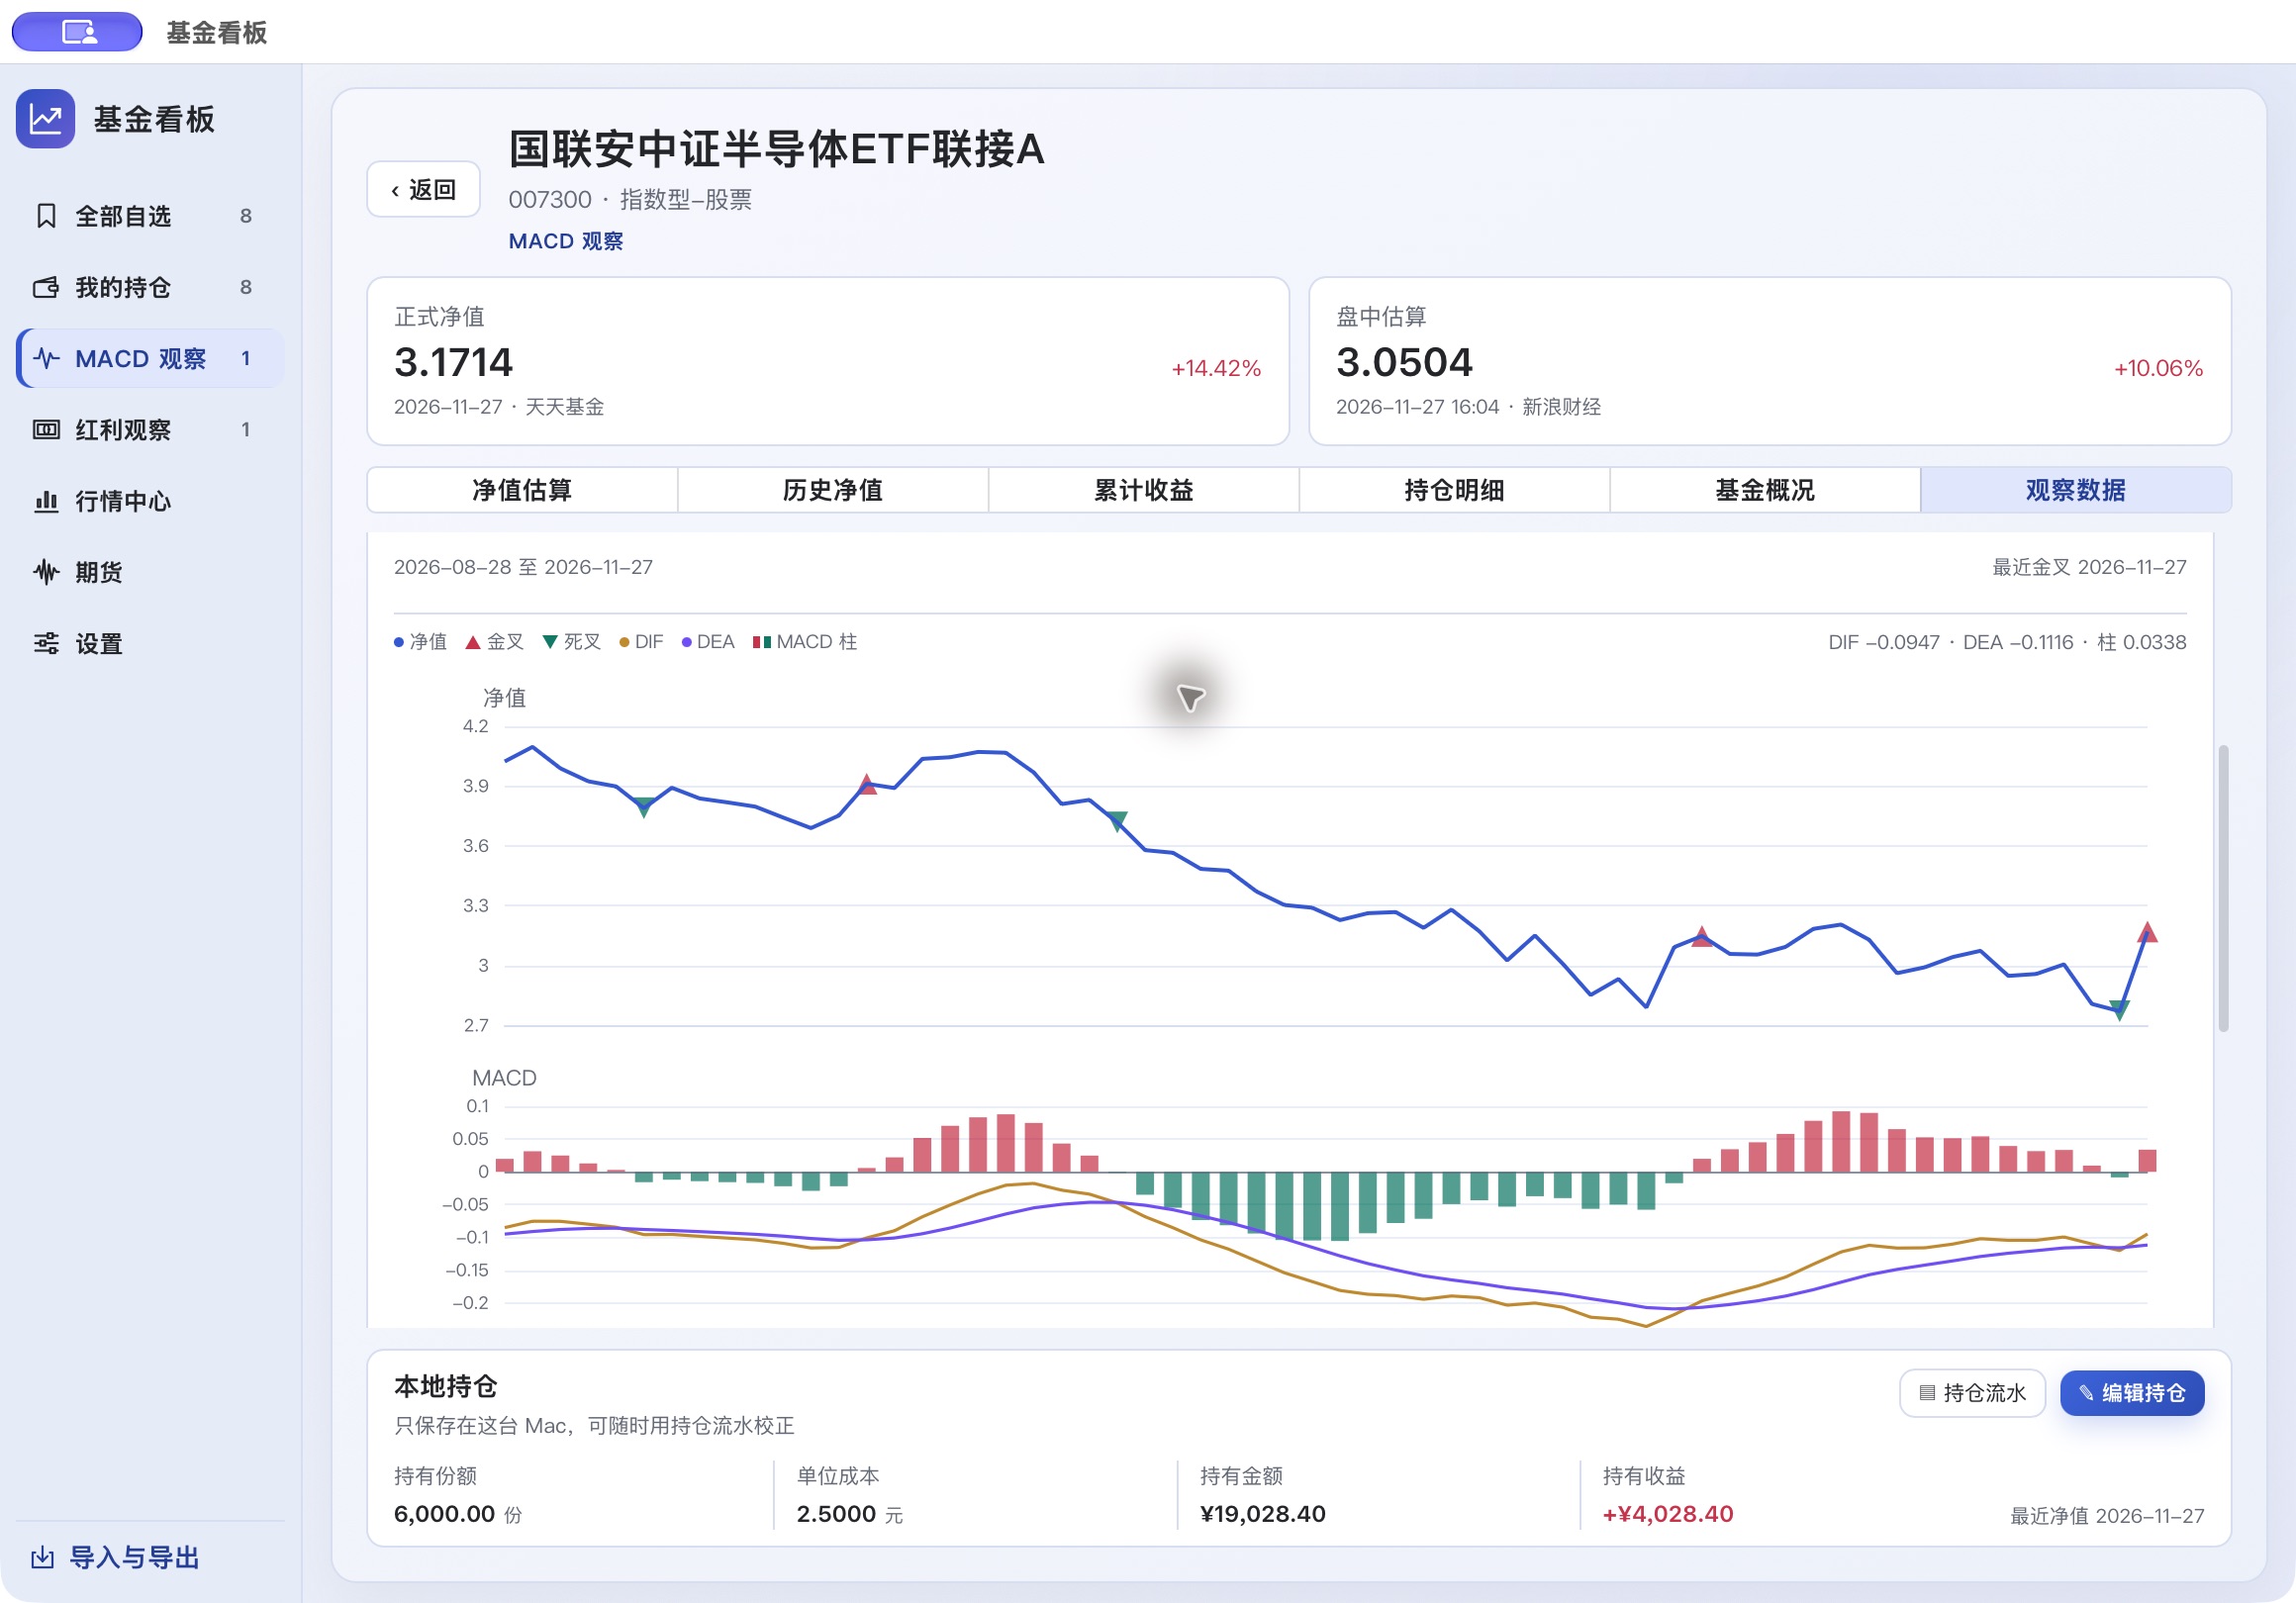 基金看板
基金看板
全部自选 8
我的持仓 8
MACD 观察 1
红利观察 1
行情中心
期货
设置
导入与导出
‹ 返回
国联安中证半导体ETF联接A
007300 · 指数型-股票
MACD 观察
正式净值
3.1714 +14.42%
2026-11-27 · 天天基金
盘中估算
3.0504 +10.06%
2026-11-27 16:04 · 新浪财经
净值估算 历史净值 累计收益 持仓明细 基金概况 观察数据
2026-08-28 至 2026-11-27 最近金叉 2026-11-27
净值 金叉 死叉 DIF DEA MACD 柱 DIF -0.0947 · DEA -0.1116 · 柱 0.0338
净值
4.2
3.9
3.6
3.3
3
2.7
MACD
0.1
0.05
0
-0.05
-0.1
-0.15
-0.2
本地持仓
只保存在这台 Mac，可随时用持仓流水校正
持仓流水 编辑持仓
持有份额 单位成本 持有金额 持有收益
6,000.00 份 2.5000 元 ¥19,028.40 +¥4,028.40 最近净值 2026-11-27